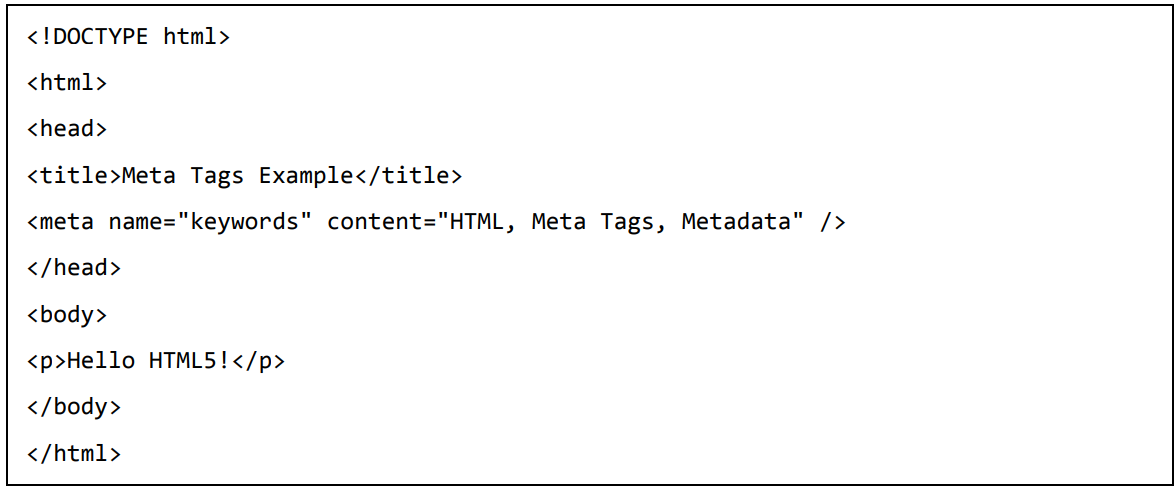 <!DOCTYPE html>
<html>
<head>
<title>Meta Tags Example</title>
<meta name="keywords" content="HTML, Meta Tags, Metadata" />
</head>
<body>
<p>Hello HTML5!</p>
</body>
</html>